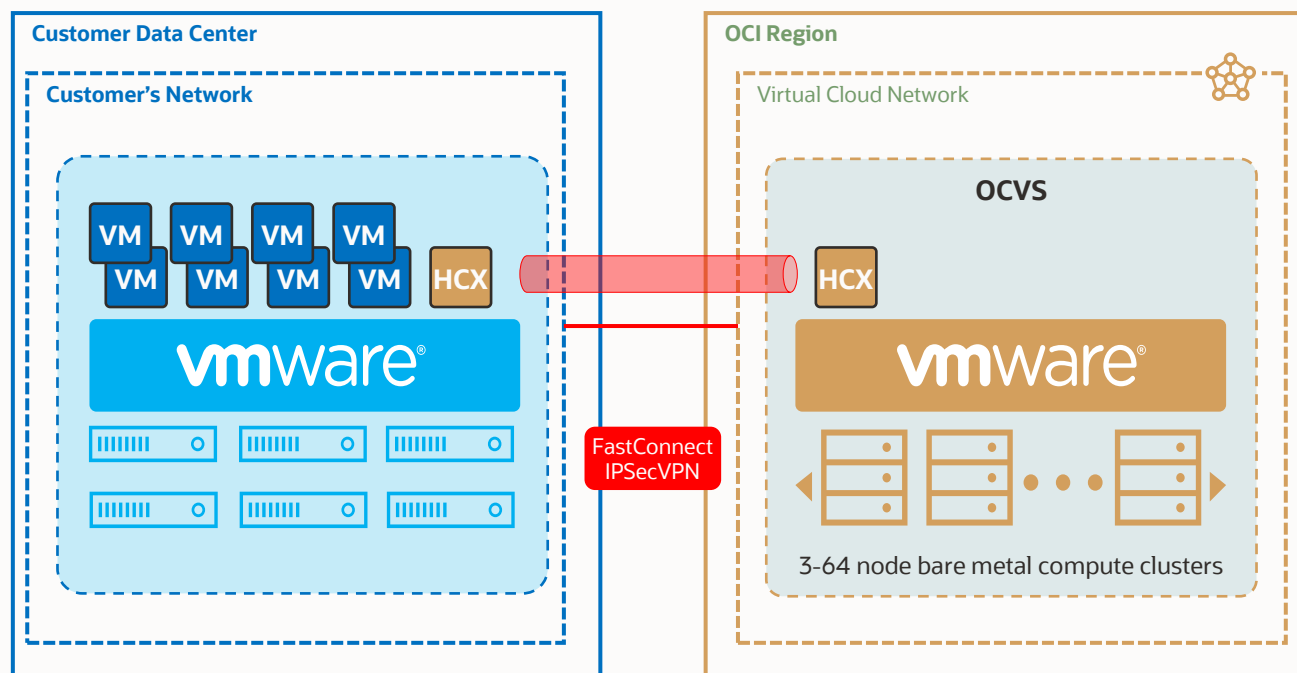 Customer Data Center
Customer's Network
VM VM VM VM
VM VM VM VM HCX
vmware®
FastConnect
IPSecVPN
OCI Region
Virtual Cloud Network
OCVS
HCX
vmware®
3-64 node bare metal compute clusters